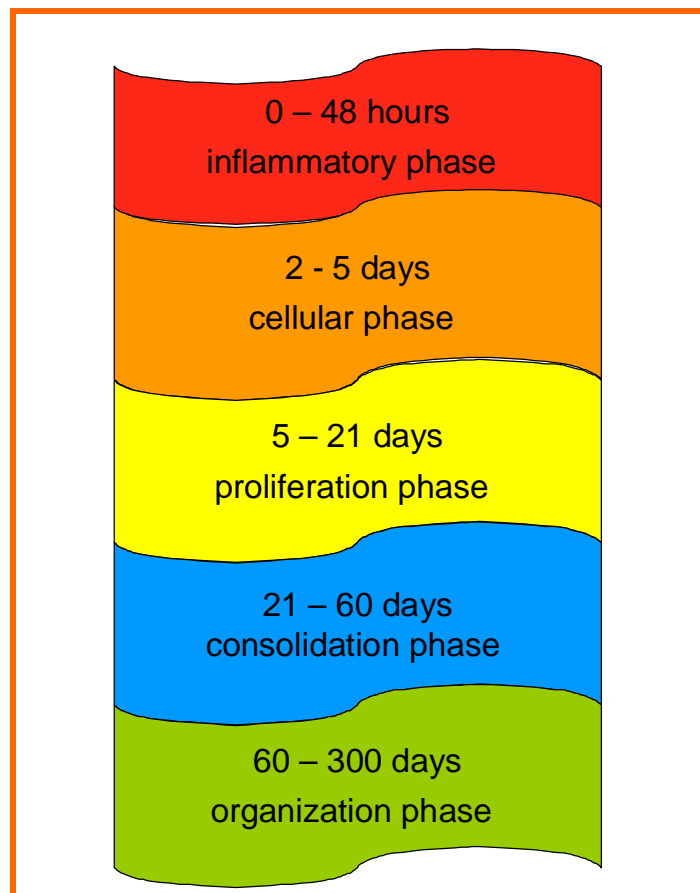 0 – 48 hours
inflammatory phase
2 - 5 days
cellular phase
5 – 21 days
proliferation phase
21 – 60 days
consolidation phase
60 – 300 days
organization phase